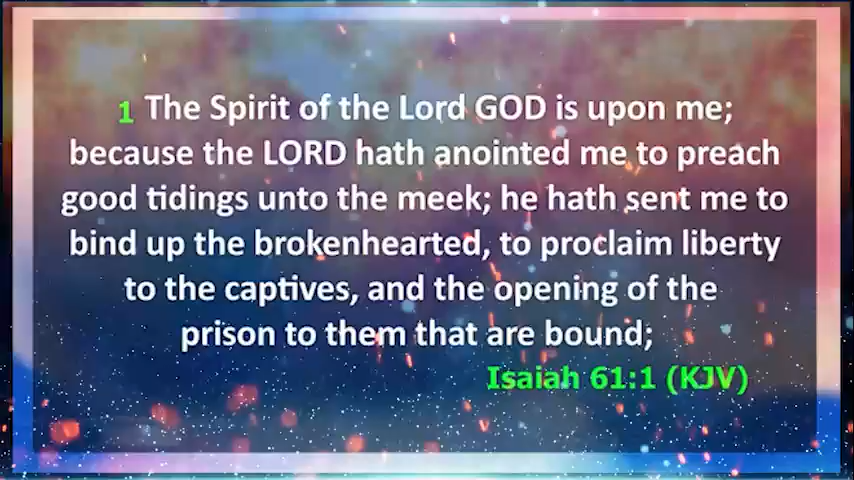 1 The Spirit of the Lord GOD is upon me;
because the LORD hath anointed me to preach
good tidings unto the meek; he hath sent me to
bind up the brokenhearted, to proclaim liberty
to the captives, and the opening of the
prison to them that are bound;
Isaiah 61:1 (KJV)